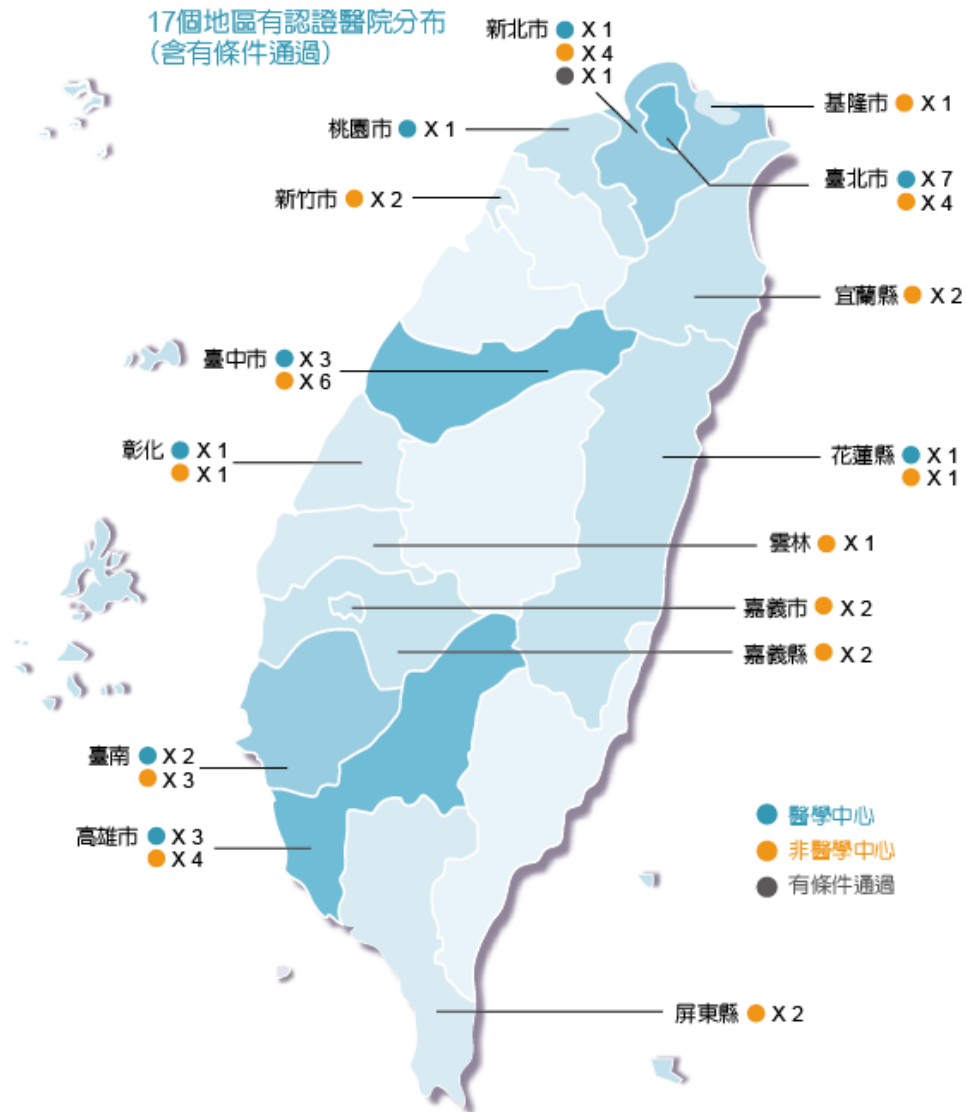 17個地區有認證醫院分布
(含有條件通過)
新北市 X 1
X 4
X 1
基隆市 X 1
桃園市 X 1
臺北市 X 7
X 4
新竹市 X 2
宜蘭縣 X 2
臺中市 X 3
X 6
彰化 X 1
X 1
花蓮縣 X 1
X 1
雲林 X 1
嘉義市 X 2
嘉義縣 X 2
臺南 X 2
X 3
高雄市 X 3
X 4
醫學中心
非醫學中心
有條件通過
屏東縣 X 2